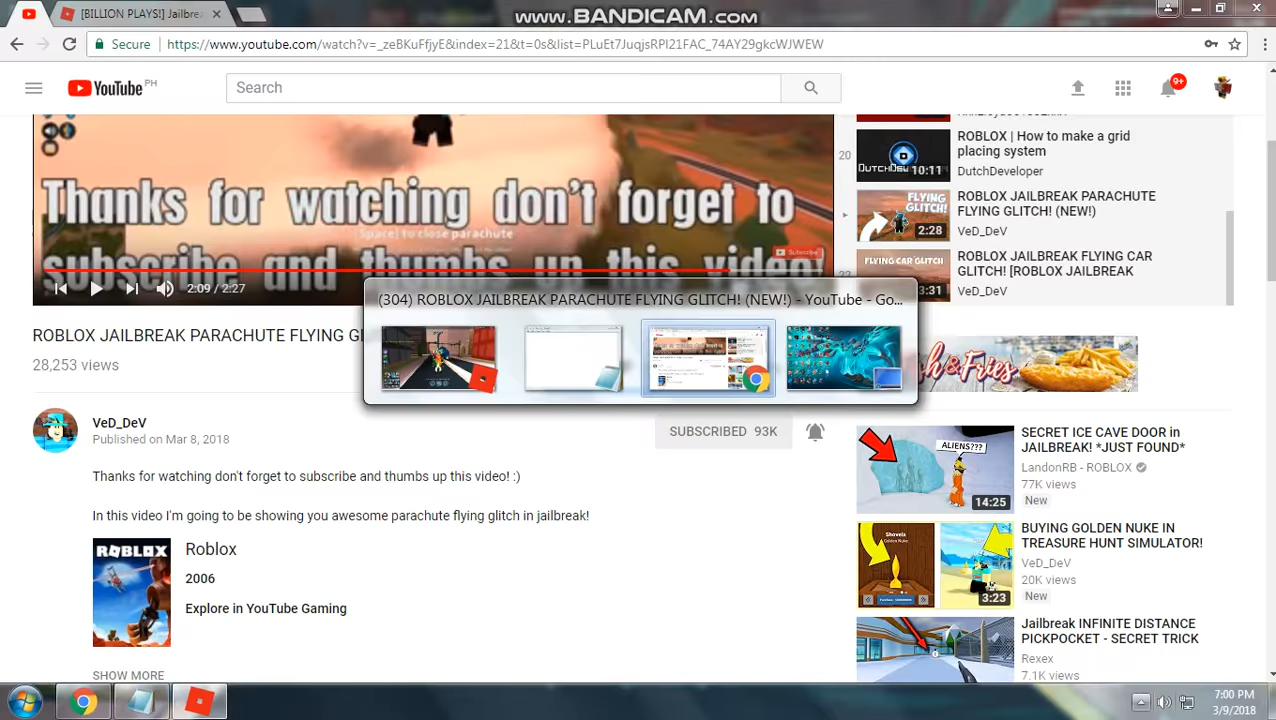 [BILLION PLAYS!] Jailbrea
www.BANDICAM.com
Secure
https://www.youtube.com/watch?v=_zeBKuFfjyE&index=21&t=0s&list=PLuEt7JuqjsRPI21FAC_74AY29gkcWJWEW
YouTube PH
Search
9+
Thanks for watching don't forget to
(Space) to close parachute
subscribe and thumbs up this video!
Subscribe
2:09 / 2:27
20
DUTCHDEV
10:11
ROBLOX | How to make a grid
placing system
DutchDeveloper
FLYING
GLITCH!
2:28
ROBLOX JAILBREAK PARACHUTE
FLYING GLITCH! (NEW!)
VeD_DeV
FLYING CAR GLITCH
3:31
ROBLOX JAILBREAK FLYING CAR
GLITCH! [ROBLOX JAILBREAK
VeD_DeV
(304) ROBLOX JAILBREAK PARACHUTE FLYING GLITCH! (NEW!) - YouTube - Go...
ROBLOX JAILBREAK PARACHUTE FLYING G
28,253 views
& Fries
VeD_DeV
Published on Mar 8, 2018
SUBSCRIBED 93K
Thanks for watching don't forget to subscribe and thumbs up this video! :)
In this video I'm going to be showing you awesome parachute flying glitch in jailbreak!
ROBLOX
Roblox
2006
Explore in YouTube Gaming
SHOW MORE
ALIENS???
14:25
SECRET ICE CAVE DOOR in
JAILBREAK! *JUST FOUND*
LandonRB - ROBLOX
77K views
New
Shovels
Golden Nuke
3:23
BUYING GOLDEN NUKE IN
TREASURE HUNT SIMULATOR!
VeD_DeV
20K views
New
Jailbreak INFINITE DISTANCE
PICKPOCKET - SECRET TRICK
Rexex
7.1K views
7:00 PM
3/9/2018